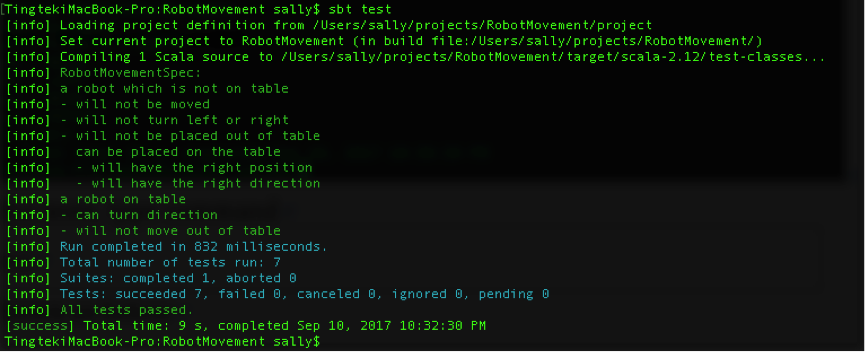 [TingtekiMacBook-Pro:RobotMovement sally$ sbt test
[info] Loading project definition from /Users/sally/projects/RobotMovement/project
[info] Set current project to RobotMovement (in build file:/Users/sally/projects/RobotMovement/)
[info] Compiling 1 Scala source to /Users/sally/projects/RobotMovement/target/scala-2.12/test-classes...
[info] RobotMovementSpec:
[info] a robot which is not on table
[info] - will not be moved
[info] - will not turn left or right
[info] - will not be placed out of table
[info]   can be placed on the table
[info]   - will have the right position
[info]   - will have the right direction
[info] a robot on table
[info] - can turn direction
[info] - will not move out of table
[info] Run completed in 832 milliseconds.
[info] Total number of tests run: 7
[info] Suites: completed 1, aborted 0
[info] Tests: succeeded 7, failed 0, canceled 0, ignored 0, pending 0
[info] All tests passed.
[success] Total time: 9 s, completed Sep 10, 2017 10:32:30 PM
TingtekiMacBook-Pro:RobotMovement sally$